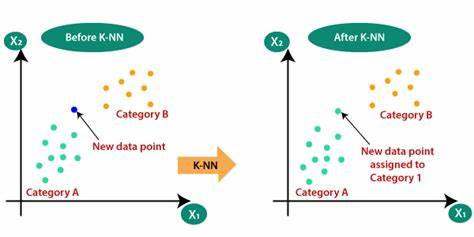 X₂
Before K-NN
Category B
New data point
Category A
X₁
K-NN
X₂
After K-NN
Category B
New data point
assigned to
Category 1
Category A
X₁